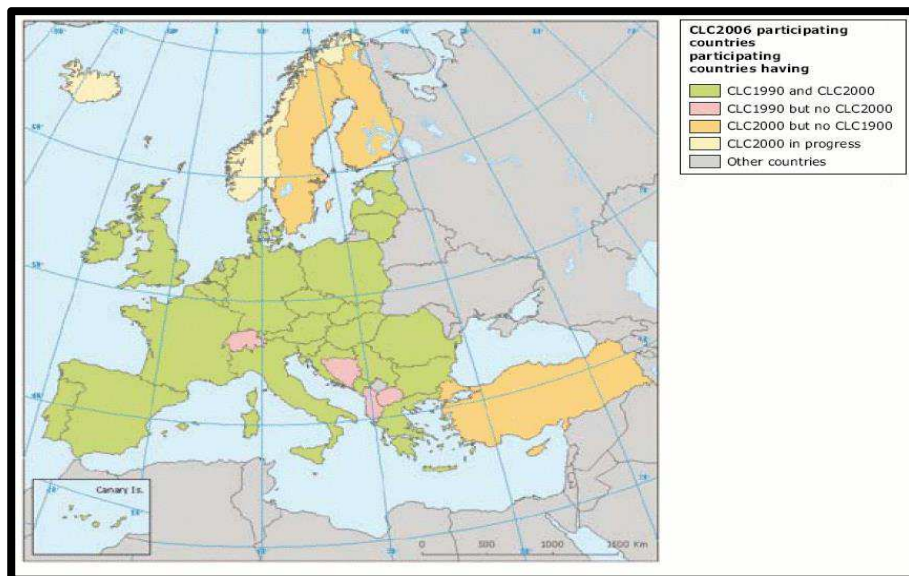 CLC2006 participating
countries
participating
countries having
CLC1990 and CLC2000
CLC1990 but no CLC2000
CLC2000 but no CLC1900
CLC2000 in progress
Other countries
Canary Is.
0 500 1000 1500 Km